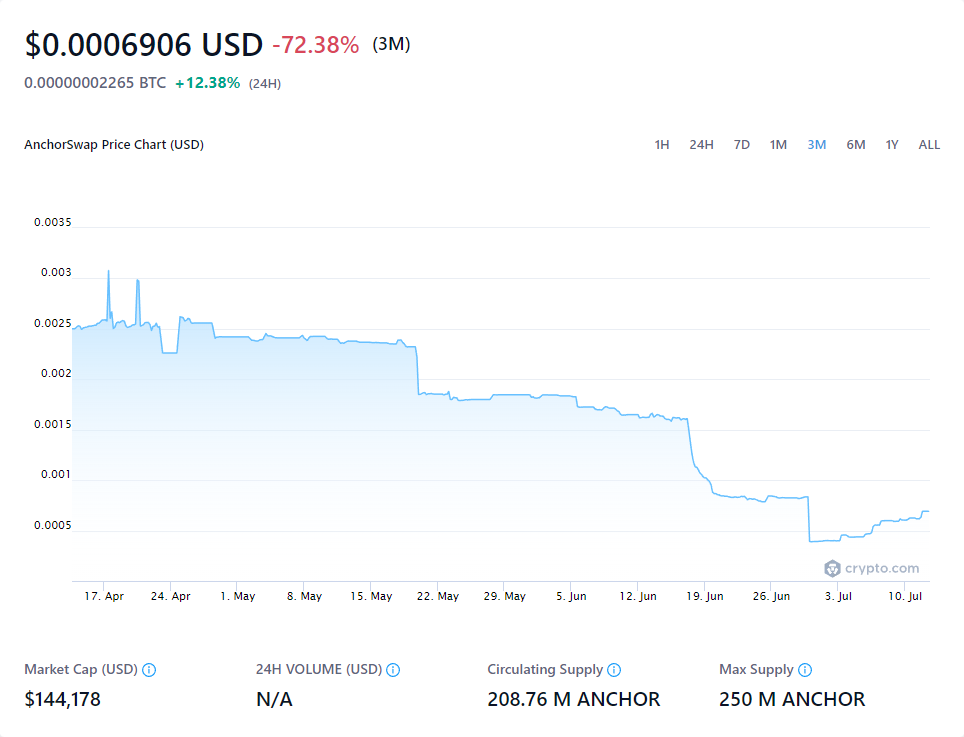 $0.0006906 USD -72.38% (3M)
0.00000002265 BTC +12.38% (24H)
AnchorSwap Price Chart (USD) 1H 24H 7D 1M 3M 6M 1Y ALL
0.0035
0.003
0.0025
0.002
0.0015
0.001
0.0005
crypto.com
17. Apr 24. Apr 1. May 8. May 15. May 22. May 29. May 5. Jun 12. Jun 19. Jun 26. Jun 3. Jul 10. Jul
Market Cap (USD) 24H VOLUME (USD) Circulating Supply Max Supply
$144,178 N/A 208.76 M ANCHOR 250 M ANCHOR